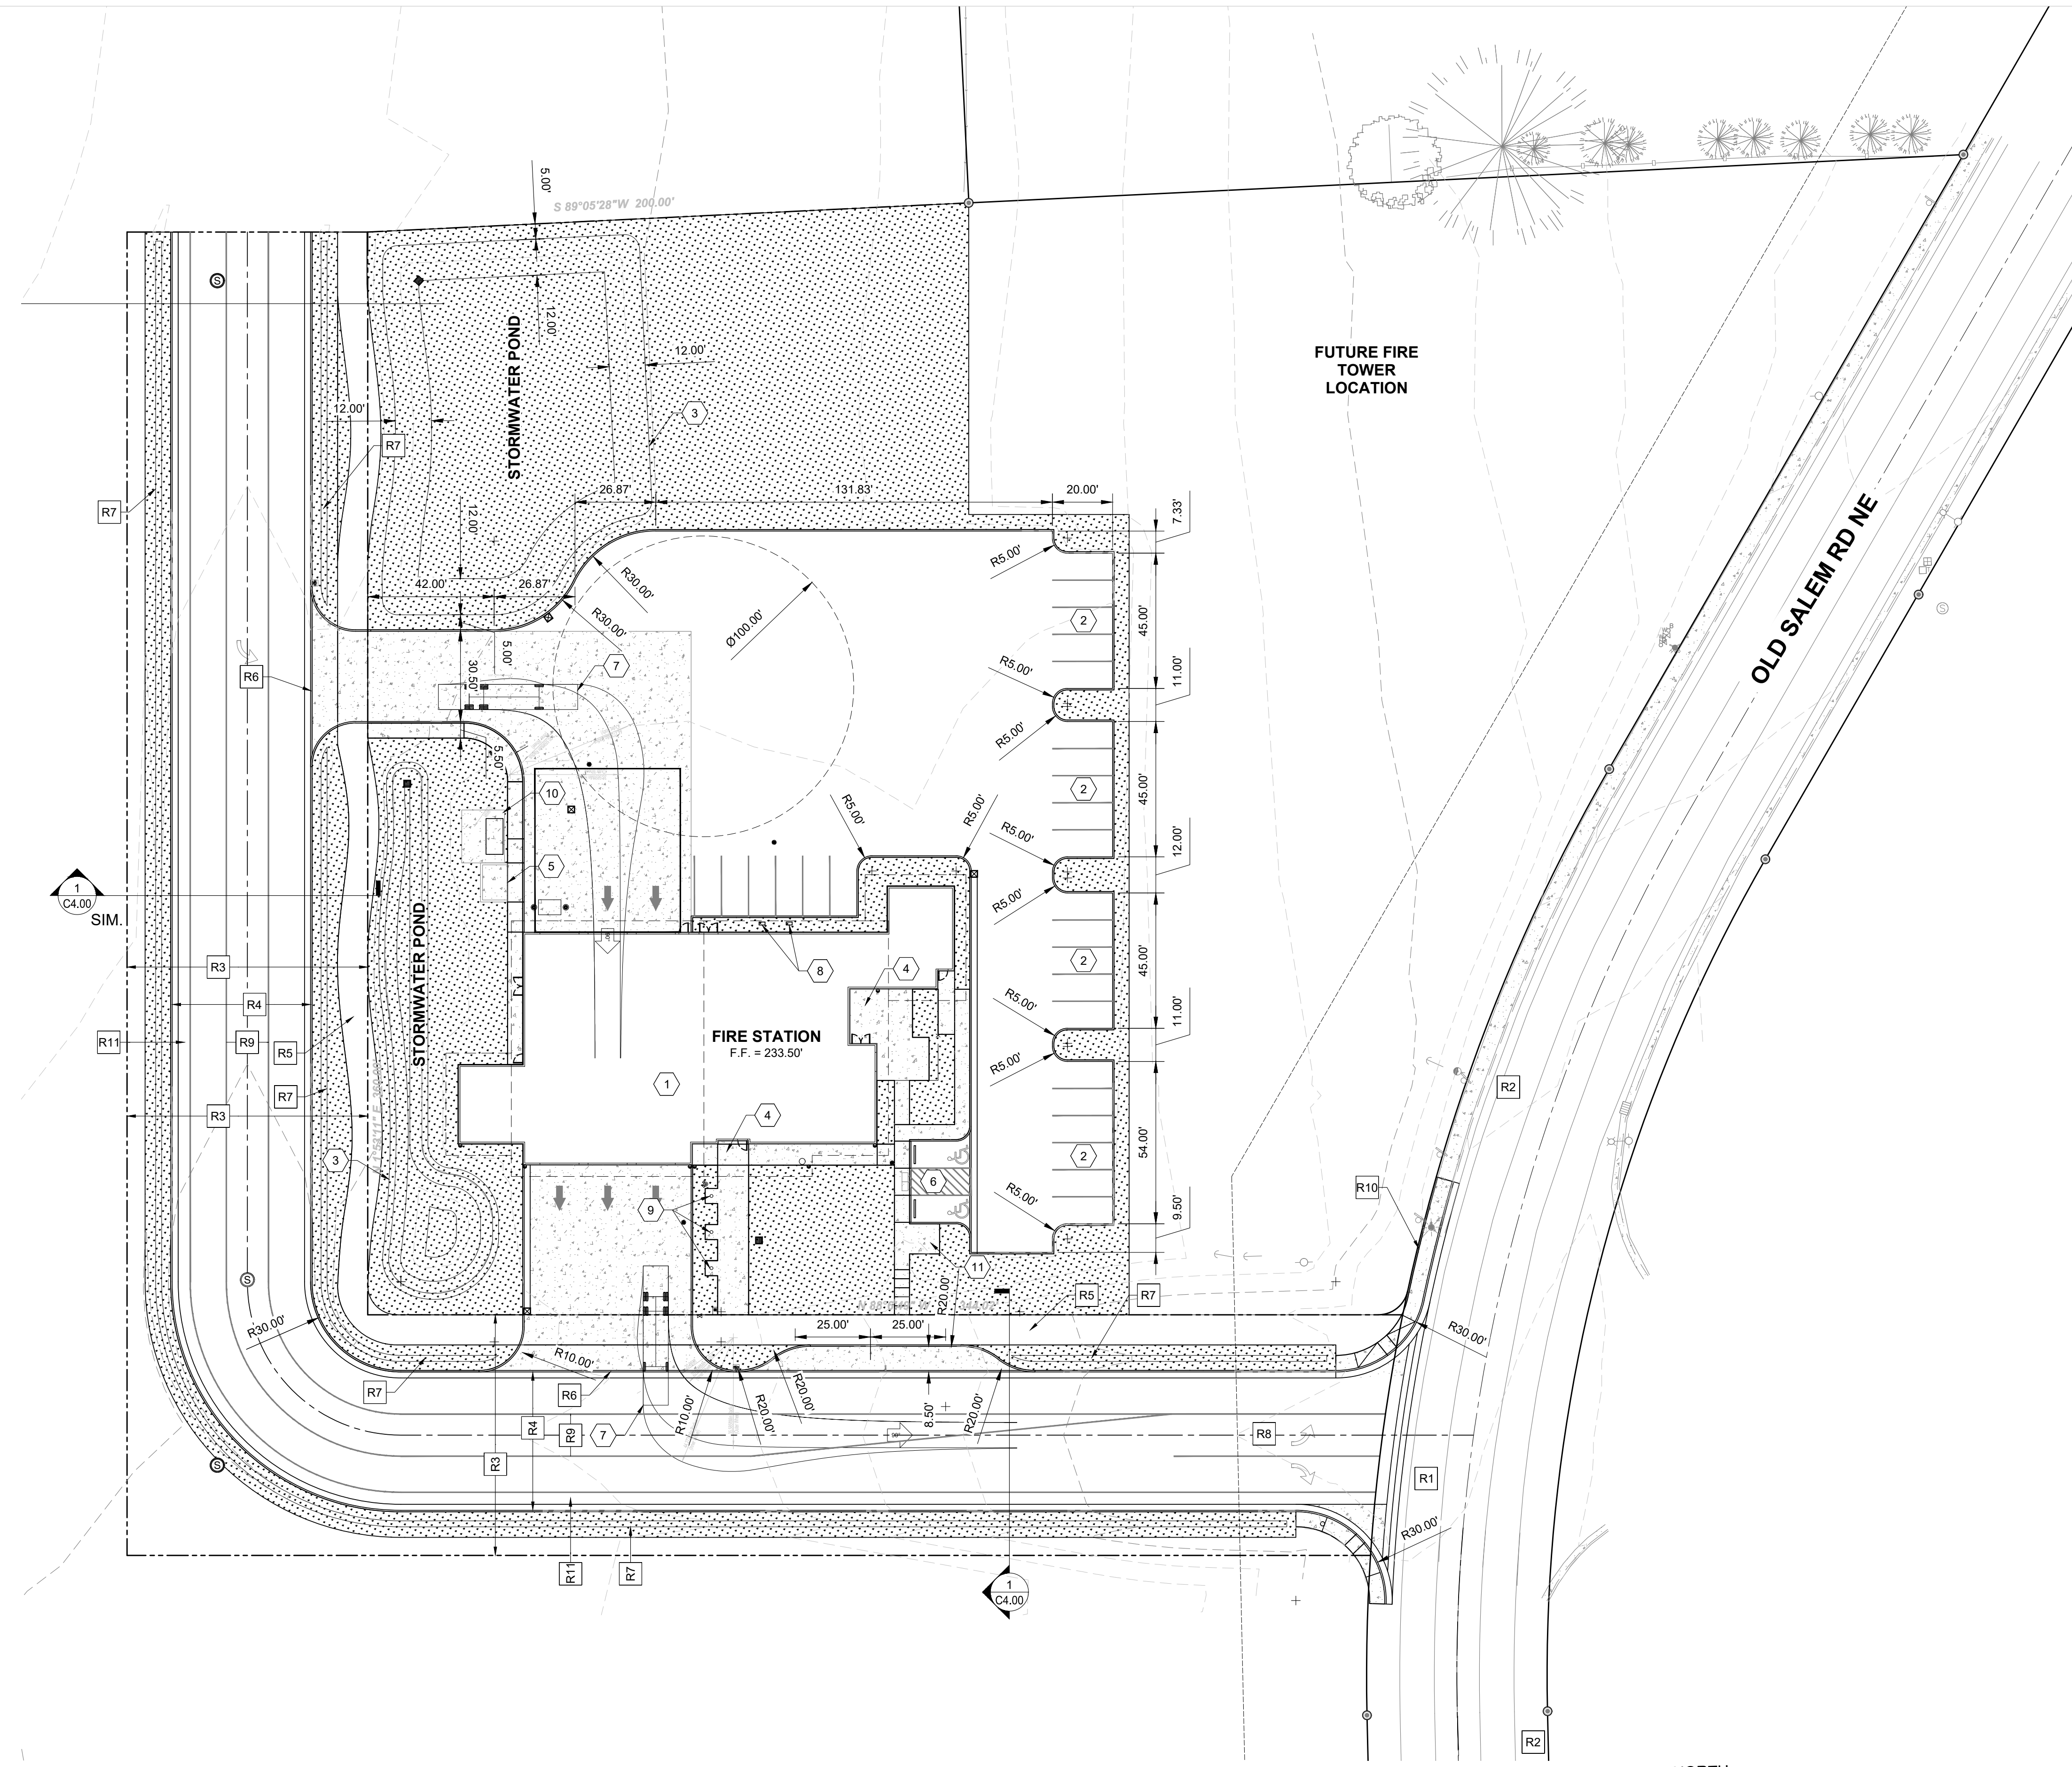 5.00'
S 89°05'28"W 200.00'
S
STORMWATER POND
12.00'
12.00'
12.00'
R7
3
R7
FUTURE FIRE
TOWER
LOCATION
26.87'
131.83'
20.00'
7.33'
12.00'
R5.00'
42.00'
26.87'
R30.00'
R30.00'
Ø100.00'
2
45.00'
S
OLD SALEM RD NE
5.00'
30.50'
7
R6
R5.00'
11.00'
R5.00'
5.50'
10
2
45.00'
R5.00'
R5.00'
R5.00'
12.00'
5
1
C4.00
SIM.
R5.00'
STORMWATER POND
R3
8
4
2
45.00'
R4
R5.00'
11.00'
R11
R9
R5
FIRE STATION
F.F. = 233.50'
R5.00'
1
R7
R2
R3
4
3
2
54.00'
6
R10
9
R5.00'
9.50'
S
11
R20.00'
R5
R7
R30.00'
25.00'
25.00'
R30.00'
R10.00'
R7
R6
R10.00'
R20.00'
R20.00'
8.50'
R20.00'
R4
R9
7
R8
S
R3
R1
R30.00'
R11
R7
1
C4.00
R2